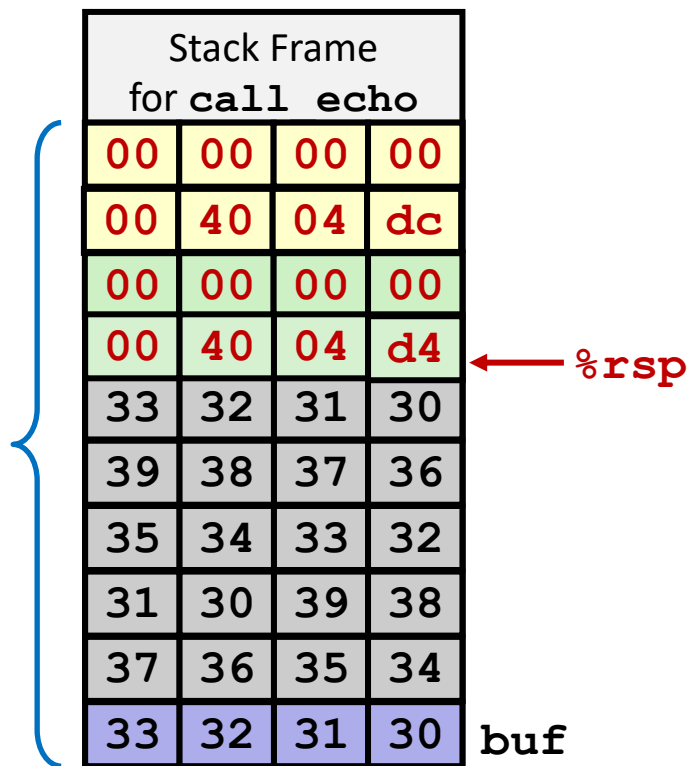 Stack Frame
for call_echo
00 00 00 00
00 40 04 dc
00 00 00 00
00 40 04 d4
%rsp
33 32 31 30
39 38 37 36
35 34 33 32
31 30 39 38
37 36 35 34
33 32 31 30 buf